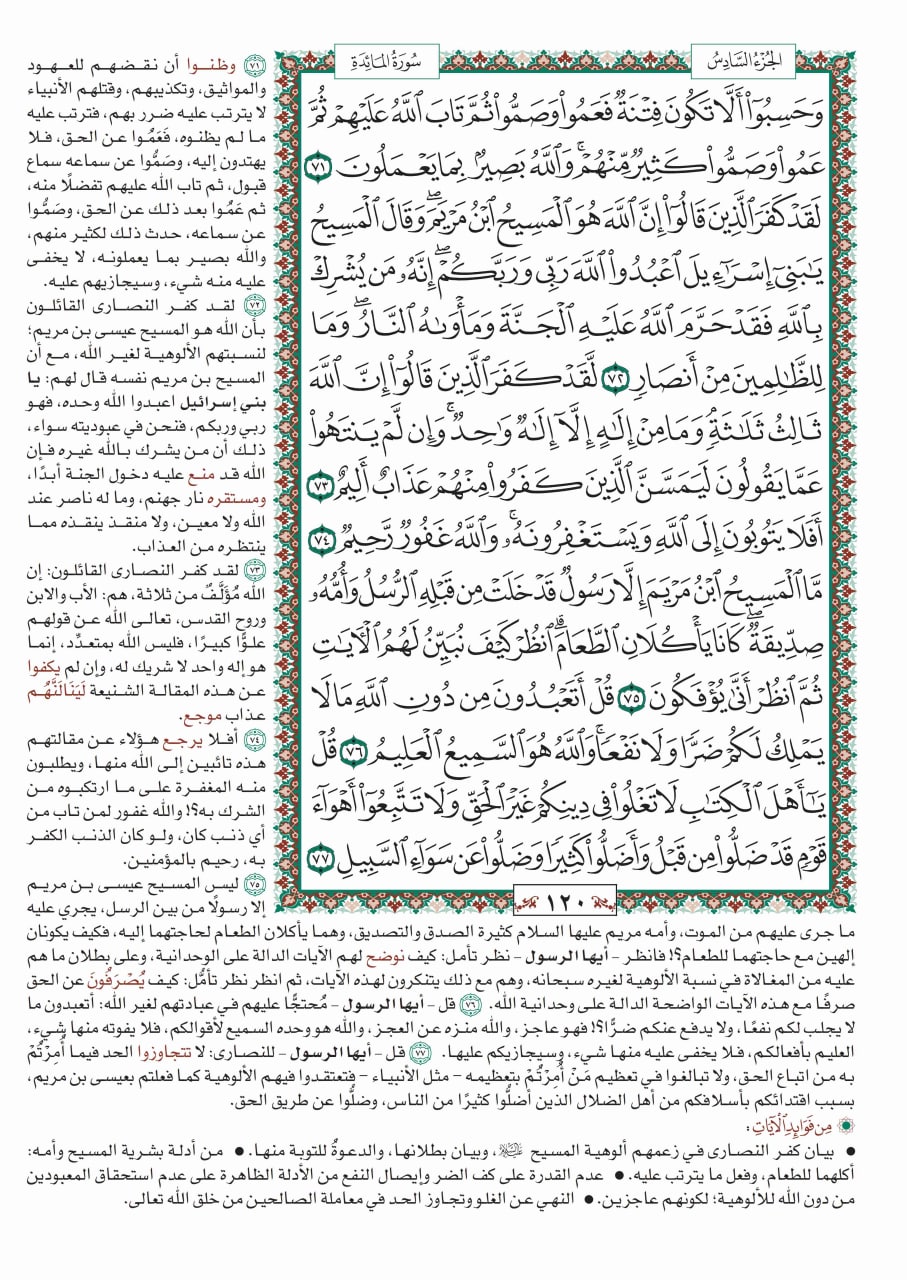 الجُزْءُ السَّادِسُ
سُورَةُ المَائِدَةِ
وَحَسِبُوٓا۟ أَلَّا تَكُونَ فِتْنَةٌ فَعَمُوا۟ وَصَمُّوا۟ ثُمَّ تَابَ ٱللَّهُ عَلَيْهِمْ ثُمَّ
عَمُوا۟ وَصَمُّوا۟ كَثِيرٌ مِّنْهُمْ ۚ وَٱللَّهُ بَصِيرٌۢ بِمَا يَعْمَلُونَ ٧١
لَقَدْ كَفَرَ ٱلَّذِينَ قَالُوٓا۟ إِنَّ ٱللَّهَ هُوَ ٱلْمَسِيحُ ٱبْنُ مَرْيَمَ ۖ وَقَالَ ٱلْمَسِيحُ
يَٰبَنِىٓ إِسْرَٰٓءِيلَ ٱعْبُدُوا۟ ٱللَّهَ رَبِّى وَرَبَّكُمْ ۖ إِنَّهُۥ مَن يُشْرِكْ
بِٱللَّهِ فَقَدْ حَرَّمَ ٱللَّهُ عَلَيْهِ ٱلْجَنَّةَ وَمَأْوَىٰهُ ٱلنَّارُ ۖ وَمَا
لِلظَّٰلِمِينَ مِنْ أَنصَارٍ ٧٢ لَّقَدْ كَفَرَ ٱلَّذِينَ قَالُوٓا۟ إِنَّ ٱللَّهَ
ثَالِثُ ثَلَٰثَةٍ ۘ وَمَا مِنْ إِلَٰهٍ إِلَّآ إِلَٰهٌ وَٰحِدٌ ۚ وَإِن لَّمْ يَنتَهُوا۟
عَمَّا يَقُولُونَ لَيَمَسَّنَّ ٱلَّذِينَ كَفَرُوا۟ مِنْهُمْ عَذَابٌ أَلِيمٌ ٧٣
أَفَلَا يَتُوبُونَ إِلَى ٱللَّهِ وَيَسْتَغْفِرُونَهُۥ ۚ وَٱللَّهُ غَفُورٌ رَّحِيمٌ ٧٤
مَّا ٱلْمَسِيحُ ٱبْنُ مَرْيَمَ إِلَّا رَسُولٌ قَدْ خَلَتْ مِن قَبْلِهِ ٱلرُّسُلُ وَأُمُّهُۥ
صِدِّيقَةٌ ۖ كَانَا يَأْكُلَانِ ٱلطَّعَامَ ۗ ٱنظُرْ كَيْفَ نُبَيِّنُ لَهُمُ ٱلْءَايَٰتِ
ثُمَّ ٱنظُرْ أَنَّىٰ يُؤْفَكُونَ ٧٥ قُلْ أَتَعْبُدُونَ مِن دُونِ ٱللَّهِ مَا لَا
يَمْلِكُ لَكُمْ ضَرًّا وَلَا نَفْعًا ۚ وَٱللَّهُ هُوَ ٱلسَّمِيعُ ٱلْعَلِيمُ ٧٦ قُلْ
يَٰٓأَهْلَ ٱلْكِتَٰبِ لَا تَغْلُوا۟ فِى دِينِكُمْ غَيْرَ ٱلْحَقِّ وَلَا تَتَّبِعُوٓا۟ أَهْوَآءَ
قَوْمٍ قَدْ ضَلُّوا۟ مِن قَبْلُ وَأَضَلُّوا۟ كَثِيرًا وَضَلُّوا۟ عَن سَوَآءِ ٱلسَّبِيلِ ٧٧
١٢٠
٧١ وظنـوا أن نقضهم للعهود
والمواثيق، وتكذيبهم، وقتلهم الأنبياء
لا يترتب عليه ضرر بهم، فترتب عليه
ما لم يظنوه، فَعَمُوا عن الحق، فلا
يهتدون إليه، وصَمُّوا عن سماعه سماع
قبول، ثم تاب الله عليهم تفضلًا منه،
ثم عَمُوا بعد ذلك عن الحق، وصَمُّوا
عن سماعه، حدث ذلك لكثير منهم،
والله بصير بما يعملونه، لا يخفى
عليه منه شيء، وسيجازيهم عليه.
٧٢ لقد كفر النصارى القائلون
بأن الله هو المسيح عيسى بن مريم؛
لنسبتهم الألوهية لغير الله، مع أن
المسيح بن مريم نفسه قال لهم: يا
بني إسرائيل اعبدوا الله وحده، فهو
ربي وربكم، فنحن في عبوديته سواء،
ذلك أن من يشرك بالله غيره فإن
الله قد منع عليه دخول الجنة أبدًا،
ومستقره نار جهنم، وما له ناصر عند
الله ولا معين، ولا منقذ ينقذه مما
ينتظره من العذاب.
٧٣ لقد كفر النصارى القائلون: إن
الله مُؤَلَّفٌ من ثلاثة، هم: الأب والابن
وروح القدس، تعالى الله عن قولهم
علوًّا كبيرًا، فليس الله بمتعدِّد، إنما
هو إله واحد لا شريك له، وإن لم يكفوا
عن هذه المقالة الشنيعة لَيَنَالَنَّهُم
عذاب موجع.
٧٤ أفلا يرجع هؤلاء عن مقالتهم
هذه تائبين إلى الله منها، ويطلبون
منه المغفرة على ما ارتكبوه من
الشرك به؟! والله غفور لمن تاب من
أي ذنب كان، ولو كان الذنب الكفر
به، رحيم بالمؤمنين.
٧٥ ليس المسيح عيسى بن مريم
إلا رسولًا من بين الرسل، يجري عليه
ما جرى عليهم من الموت، وأمه مريم عليها السلام كثيرة الصدق والتصديق، وهما يأكلان الطعام لحاجتهما إليه، فكيف يكونان
إلهين مع حاجتهما للطعام؟! فانظر - أيها الرسول - نظر تأمل: كيف نوضح لهم الآيات الدالة على الوحدانية، وعلى بطلان ما هم
عليه من المغالاة في نسبة الألوهية لغيره سبحانه، وهم مع ذلك يتنكرون لهذه الآيات، ثم انظر نظر تأمُّل: كيف يُصْرَفُونَ عن الحق
صرفًا مع هذه الآيات الواضحة الدالة على وحدانية الله. ٧٦ قل - أيها الرسول - مُحتجًّا عليهم في عبادتهم لغير الله: أتعبدون ما
لا يجلب لكم نفعًا، ولا يدفع عنكم ضرًّا؟! فهو عاجز، والله منزه عن العجز، والله هو وحده السميع لأقوالكم، فلا يفوته منها شيء،
العليم بأفعالكم، فلا يخفى عليه منها شيء، وسيجازيكم عليها. ٧٧ قل - أيها الرسول - للنصارى: لا تتجاوزوا الحد فيما أُمِرْتُمْ
به من اتباع الحق، ولا تبالغوا في تعظيم مَنْ أُمِرْتُمْ بتعظيمه - مثل الأنبياء - فتعتقدوا فيهم الألوهية كما فعلتم بعيسى بن مريم،
بسبب اقتدائكم بأسلافكم من أهل الضلال الذين أضلُّوا كثيرًا من الناس، وضلُّوا عن طريق الحق.
مِن فَوَائِدِ الآيَاتِ:
• بيان كفر النصارى في زعمهم ألوهية المسيح عليه السلام، وبيان بطلانها، والدعوةُ للتوبة منها. • من أدلة بشرية المسيح وأمه:
أكلهما للطعام، وفعل ما يترتب عليه. • عدم القدرة على كف الضر وإيصال النفع من الأدلة الظاهرة على عدم استحقاق المعبودين
من دون الله للألوهية؛ لكونهم عاجزين. • النهي عن الغلو وتجاوز الحد في معاملة الصالحين من خلق الله تعالى.